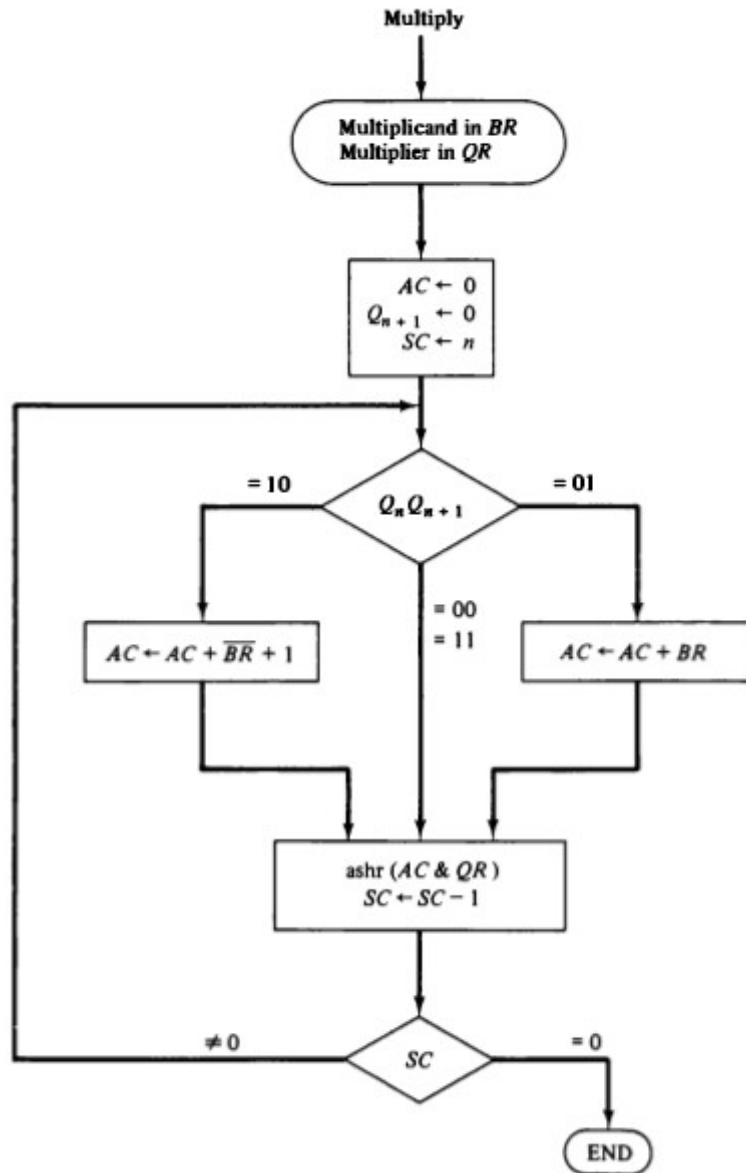 Multiply
Multiplicand in BR
Multiplier in QR
AC ← 0
Qₙ₊₁ ← 0
SC ← n
= 10
QₙQₙ₊₁
= 01
= 00
= 11
AC ← AC + B̅R̅ + 1
AC ← AC + BR
ashr (AC & QR)
SC ← SC − 1
≠ 0
SC
= 0
END